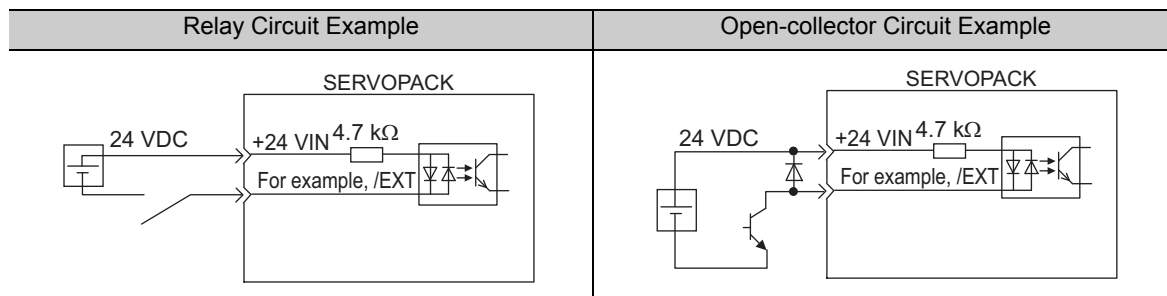 Relay Circuit Example
Open-collector Circuit Example
SERVOPACK
24 VDC
+24 VIN
4.7 kΩ
For example, /EXT
SERVOPACK
24 VDC
+24 VIN
4.7 kΩ
For example, /EXT